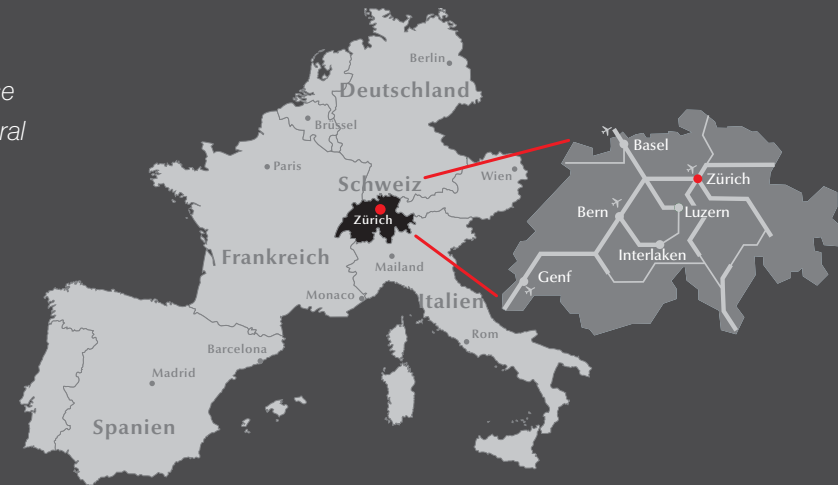 Berlin
Deutschland
Brüssel
Paris
Schweiz
Wien
Zürich
Frankreich
Mailand
Monaco
Italien
Barcelona
Rom
Madrid
Spanien
Basel
Zürich
Bern
Luzern
Interlaken
Genf